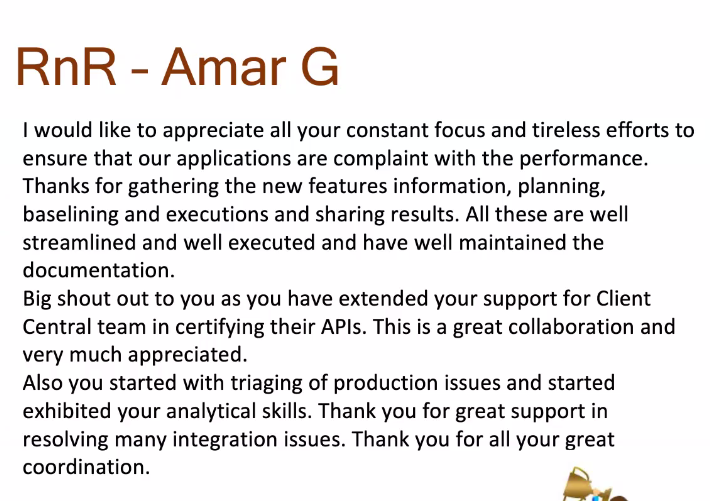 RnR - Amar G
I would like to appreciate all your constant focus and tireless efforts to
ensure that our applications are complaint with the performance.
Thanks for gathering the new features information, planning,
baselining and executions and sharing results. All these are well
streamlined and well executed and have well maintained the
documentation.
Big shout out to you as you have extended your support for Client
Central team in certifying their APIs. This is a great collaboration and
very much appreciated.
Also you started with triaging of production issues and started
exhibited your analytical skills. Thank you for great support in
resolving many integration issues. Thank you for all your great
coordination.